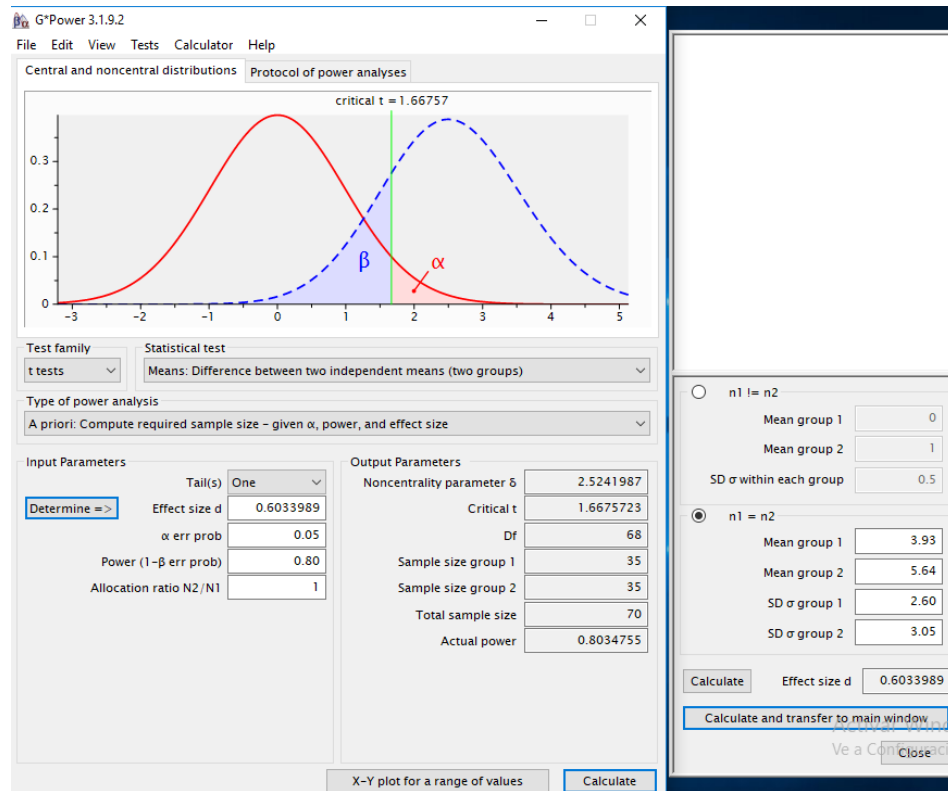 G*Power 3.1.9.2
File Edit View Tests Calculator Help
Central and noncentral distributions Protocol of power analyses
critical t = 1.66757
0.3
0.2
0.1
0
β
α
-3 -2 -1 0 1 2 3 4 5
Test family
t tests
Statistical test
Means: Difference between two independent means (two groups)
Type of power analysis
A priori: Compute required sample size - given α, power, and effect size
Input Parameters
Tail(s) One
Determine => Effect size d 0.6033989
α err prob 0.05
Power (1-β err prob) 0.80
Allocation ratio N2/N1 1
Output Parameters
Noncentrality parameter δ 2.5241987
Critical t 1.6675723
Df 68
Sample size group 1 35
Sample size group 2 35
Total sample size 70
Actual power 0.8034755
X-Y plot for a range of values Calculate
n1 != n2
Mean group 1 0
Mean group 2 1
SD σ within each group 0.5
n1 = n2
Mean group 1 3.93
Mean group 2 5.64
SD σ group 1 2.60
SD σ group 2 3.05
Calculate Effect size d 0.6033989
Calculate and transfer to main window
Close
Ve a